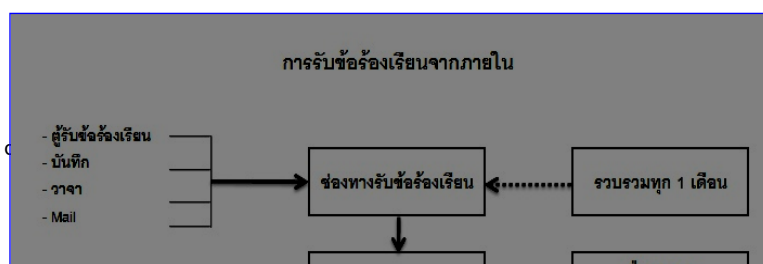 การรับข้อร้องเรียนจากภายใน
- ตู้รับข้อร้องเรียน
- บันทึก
- วาจา
- Mail
ช่องทางรับข้อร้องเรียน
รวบรวมทุก 1 เดือน